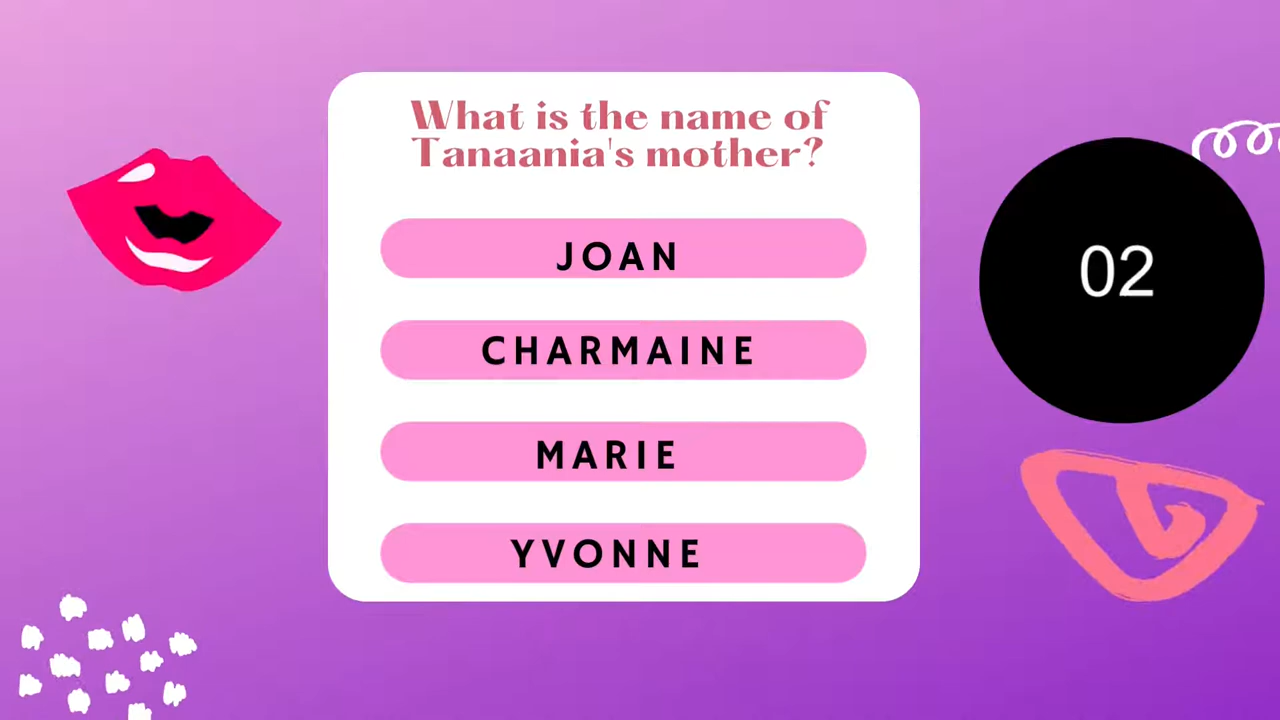 What is the name of
Tanaania's mother?
JOAN
02
CHARMAINE
MARIE
YVONNE